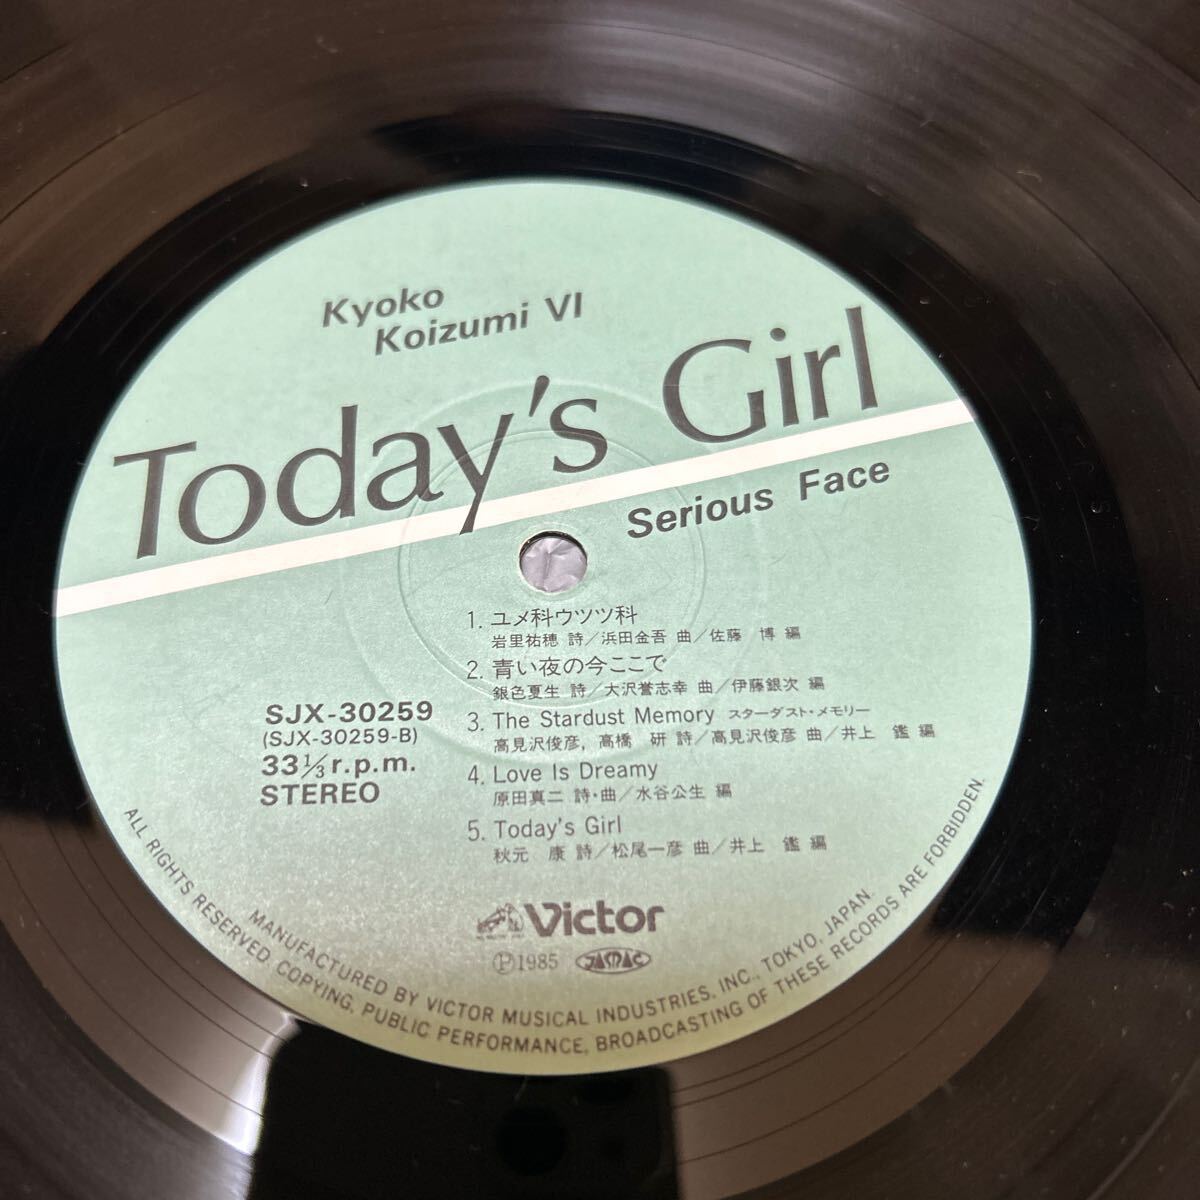 Kyoko
Koizumi VI
Today's Girl
Serious Face
1. ユメ科ウツツ科
岩里祐穂 詩／浜田金吾 曲／佐藤 博 編
2. 青い夜の今ここで
銀色夏生 詩／大沢誉志幸 曲／伊藤銀次 編
3. The Stardust Memory スターダスト・メモリー
高見沢俊彦, 高橋 研 詩／高見沢俊彦 曲／井上 鑑 編
4. Love Is Dreamy
原田真二 詩・曲／水谷公生 編
5. Today's Girl
秋元 康 詩／松尾一彦 曲／井上 鑑 編
SJX-30259
(SJX-30259-B)
33 1/3 r.p.m.
STEREO
Victor
Ⓟ1985 JASRAC
MANUFACTURED BY VICTOR MUSICAL INDUSTRIES, INC., TOKYO, JAPAN.
ALL RIGHTS RESERVED. COPYING, PUBLIC PERFORMANCE, BROADCASTING OF THESE RECORDS ARE FORBIDDEN.